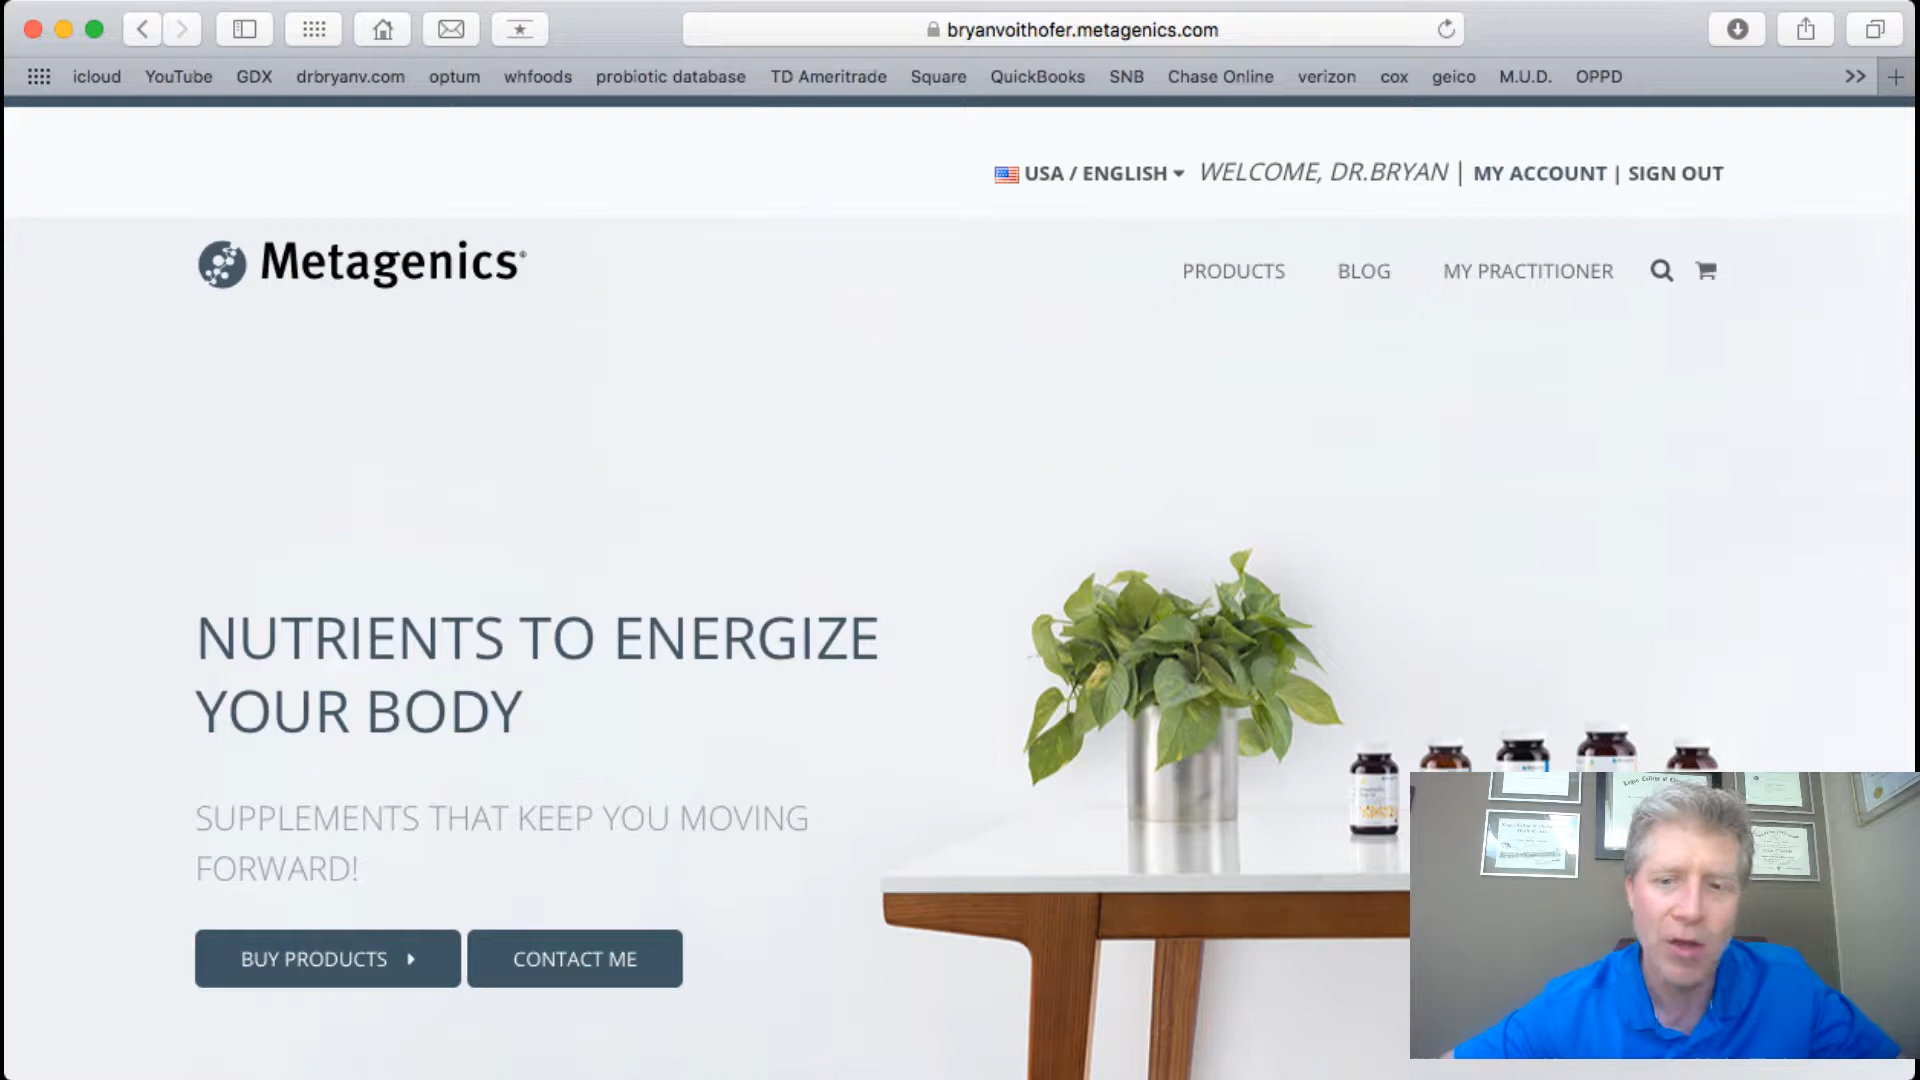 bryanvoithofer.metagenics.com
icloud YouTube GDX drbryanv.com optum whfoods probiotic database TD Ameritrade Square QuickBooks SNB Chase Online verizon cox geico M.U.D. OPPD >> +
USA / ENGLISH WELCOME, DR.BRYAN | MY ACCOUNT | SIGN OUT
Metagenics®
PRODUCTS BLOG MY PRACTITIONER
NUTRIENTS TO ENERGIZE
YOUR BODY
SUPPLEMENTS THAT KEEP YOU MOVING
FORWARD!
BUY PRODUCTS CONTACT ME